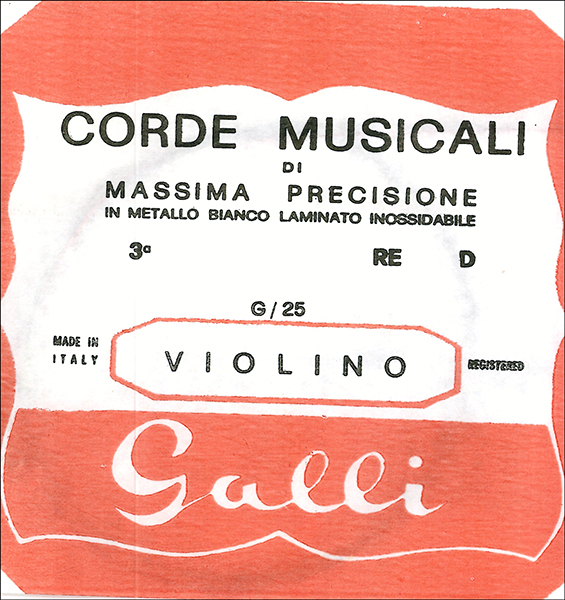 CORDE MUSICALI
DI
MASSIMA PRECISIONE
IN METALLO BIANCO LAMINATO INOSSIDABILE
3ª RE D
G/25
MADE IN
ITALY
VIOLINO
REGISTERED
Galli